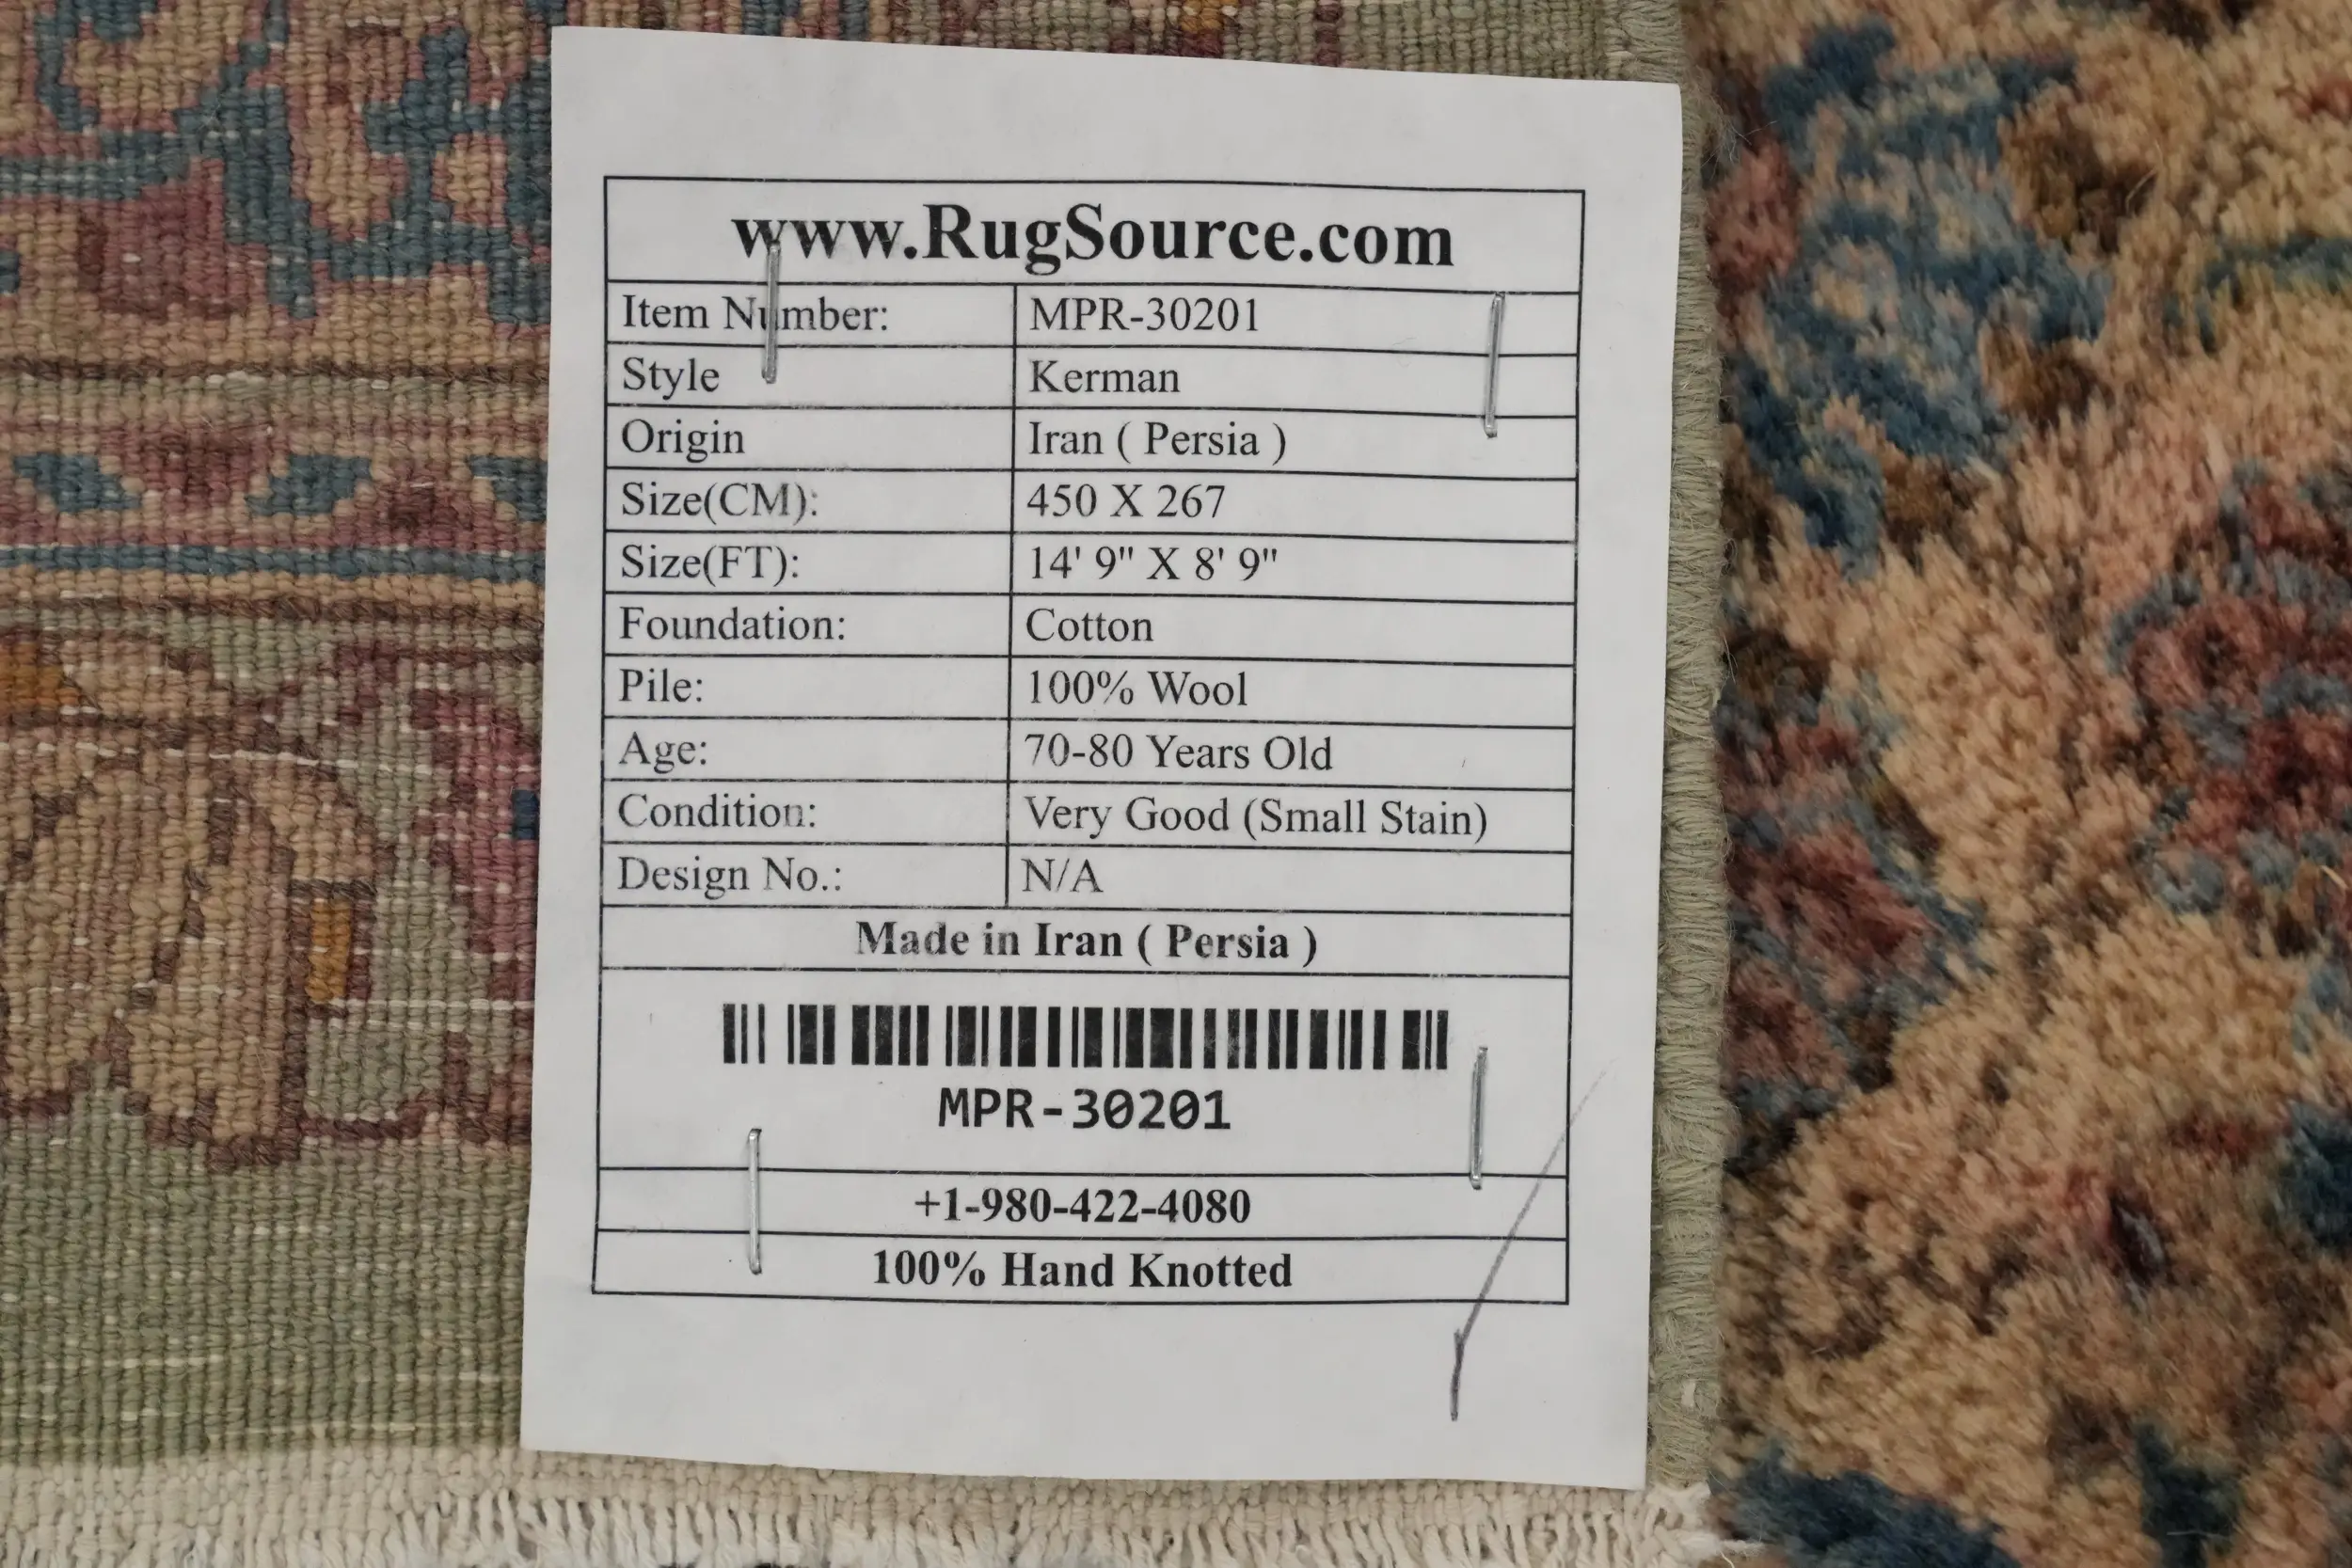 www.RugSource.com
Item Number: MPR-30201
Style Kerman
Origin Iran ( Persia )
Size(CM): 450 X 267
Size(FT): 14' 9" X 8' 9"
Foundation: Cotton
Pile: 100% Wool
Age: 70-80 Years Old
Condition: Very Good (Small Stain)
Design No.: N/A
Made in Iran ( Persia )
MPR-30201
+1-980-422-4080
100% Hand Knotted